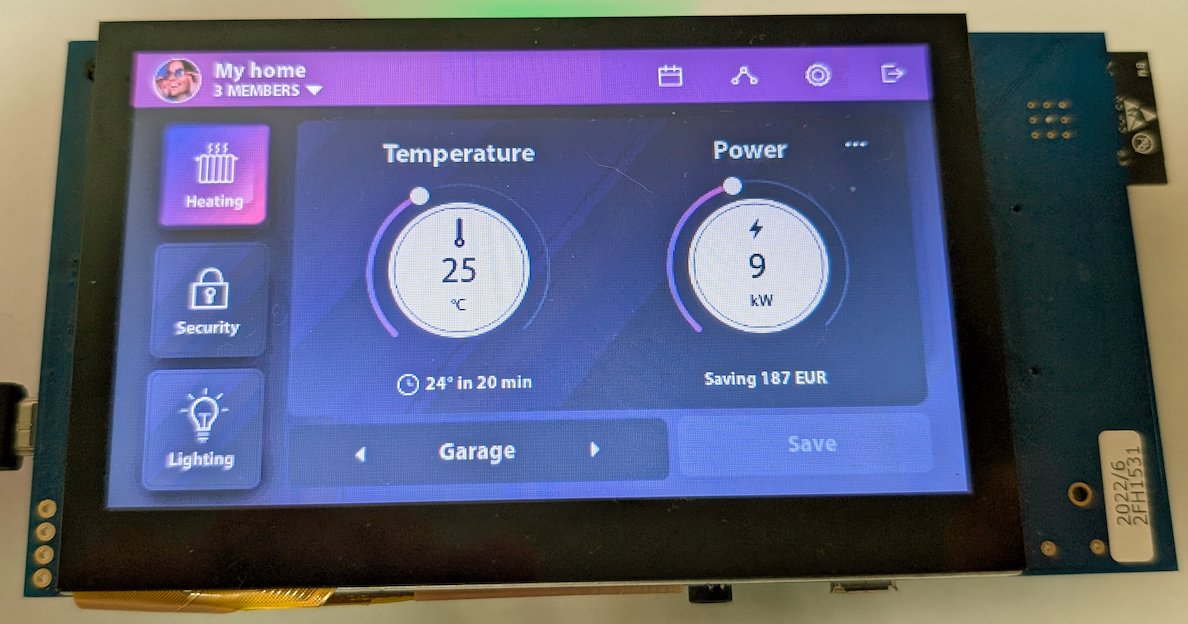 My home
3 MEMBERS
Heating
Security
Lighting
Temperature
25
°C
24° in 20 min
Power
9
kW
Saving 187 EUR
Garage
Save
2022/6
2FH1531